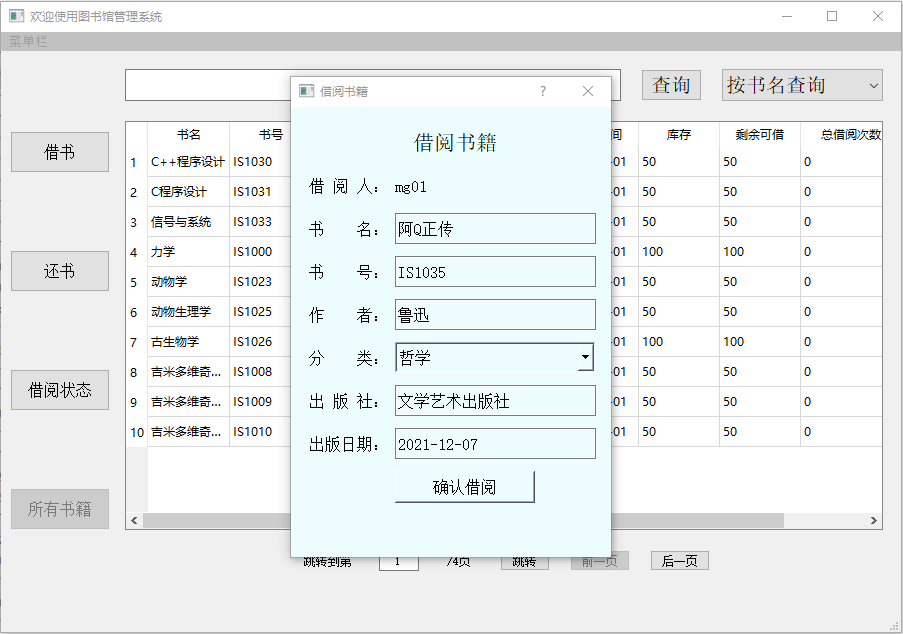 欢迎使用图书馆管理系统
菜单栏
查询 按书名查询
借书
还书
借阅状态
所有书籍
书名 书号 间 库存 剩余可借 总借阅次数
1 C++程序设计 IS1030 -01 50 50 0
2 C程序设计 IS1031 -01 50 50 0
3 信号与系统 IS1033 -01 50 50 0
4 力学 IS1000 -01 100 100 0
5 动物学 IS1023 -01 50 50 0
6 动物生理学 IS1025 -01 50 50 0
7 古生物学 IS1026 -01 100 100 0
8 吉米多维奇... IS1008 -01 50 50 0
9 吉米多维奇... IS1009 -01 50 50 0
10 吉米多维奇... IS1010 -01 50 50 0
借阅书籍 ?
借阅书籍
借 阅 人： mg01
书 名： 阿Q正传
书 号： IS1035
作 者： 鲁迅
分 类： 哲学
出 版 社： 文学艺术出版社
出版日期： 2021-12-07
确认借阅
跳转到第 1 /4页 跳转 前一页 后一页